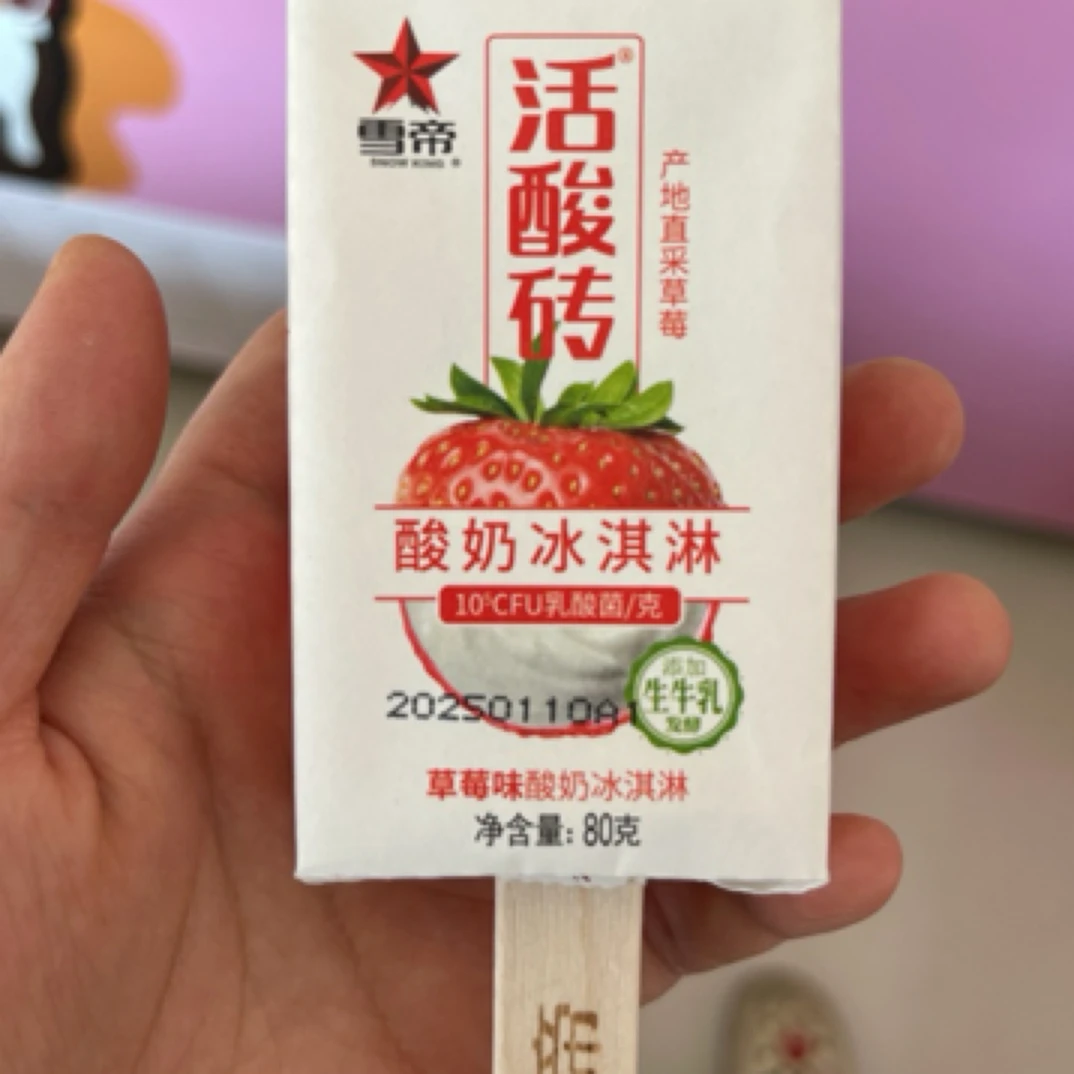 雪帝
SNOW KING ®
活酸砖®
产地直采草莓
酸奶冰淇淋
10⁶CFU乳酸菌/克
添加
生牛乳
发酵
20250110A1
草莓味酸奶冰淇淋
净含量：80克
帝